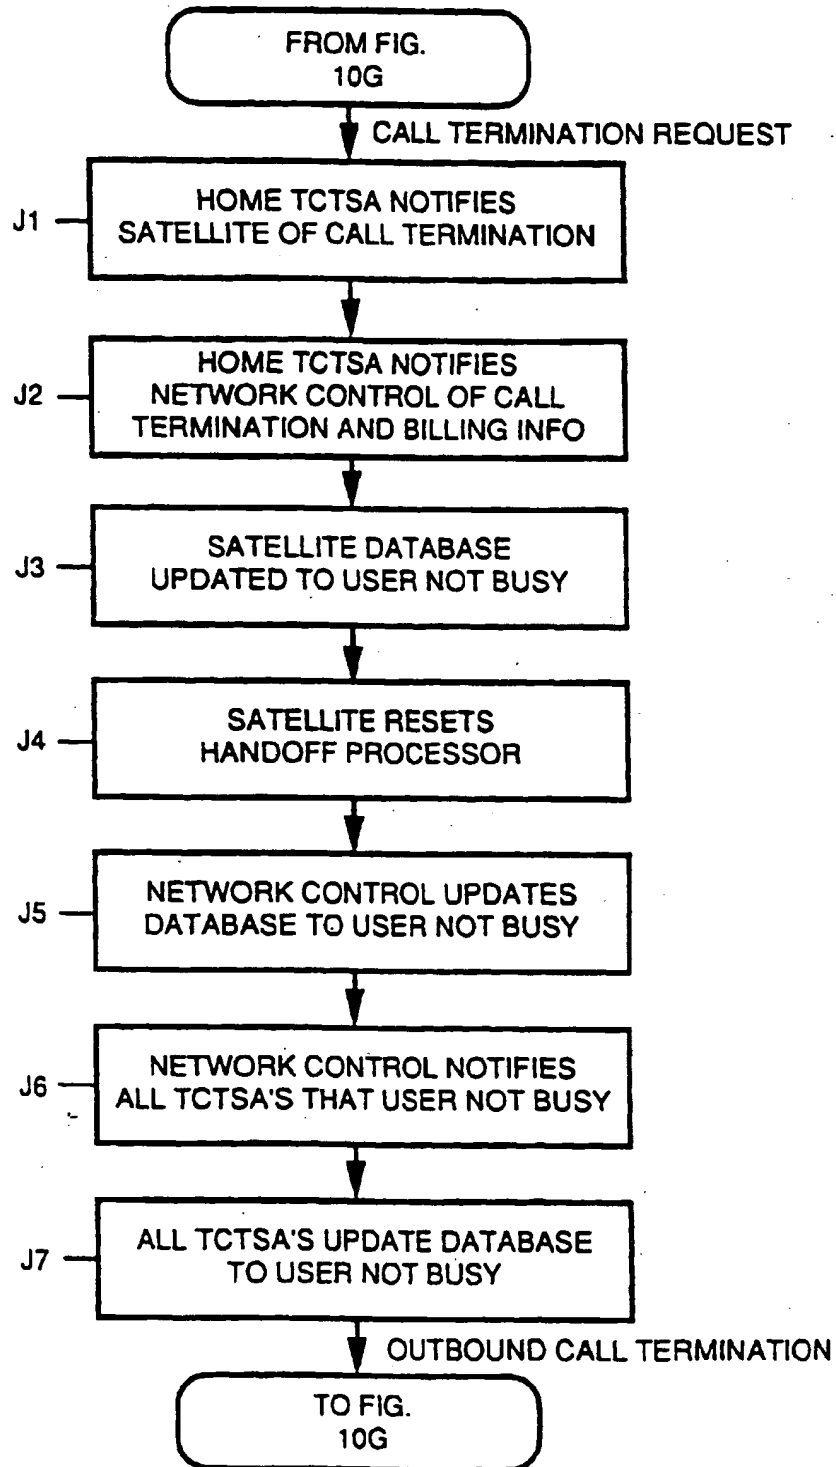 FROM FIG.
10G
CALL TERMINATION REQUEST
J1
HOME TCTSA NOTIFIES
SATELLITE OF CALL TERMINATION
J2
HOME TCTSA NOTIFIES
NETWORK CONTROL OF CALL
TERMINATION AND BILLING INFO
J3
SATELLITE DATABASE
UPDATED TO USER NOT BUSY
J4
SATELLITE RESETS
HANDOFF PROCESSOR
J5
NETWORK CONTROL UPDATES
DATABASE TO USER NOT BUSY
J6
NETWORK CONTROL NOTIFIES
ALL TCTSA'S THAT USER NOT BUSY
J7
ALL TCTSA'S UPDATE DATABASE
TO USER NOT BUSY
OUTBOUND CALL TERMINATION
TO FIG.
10G